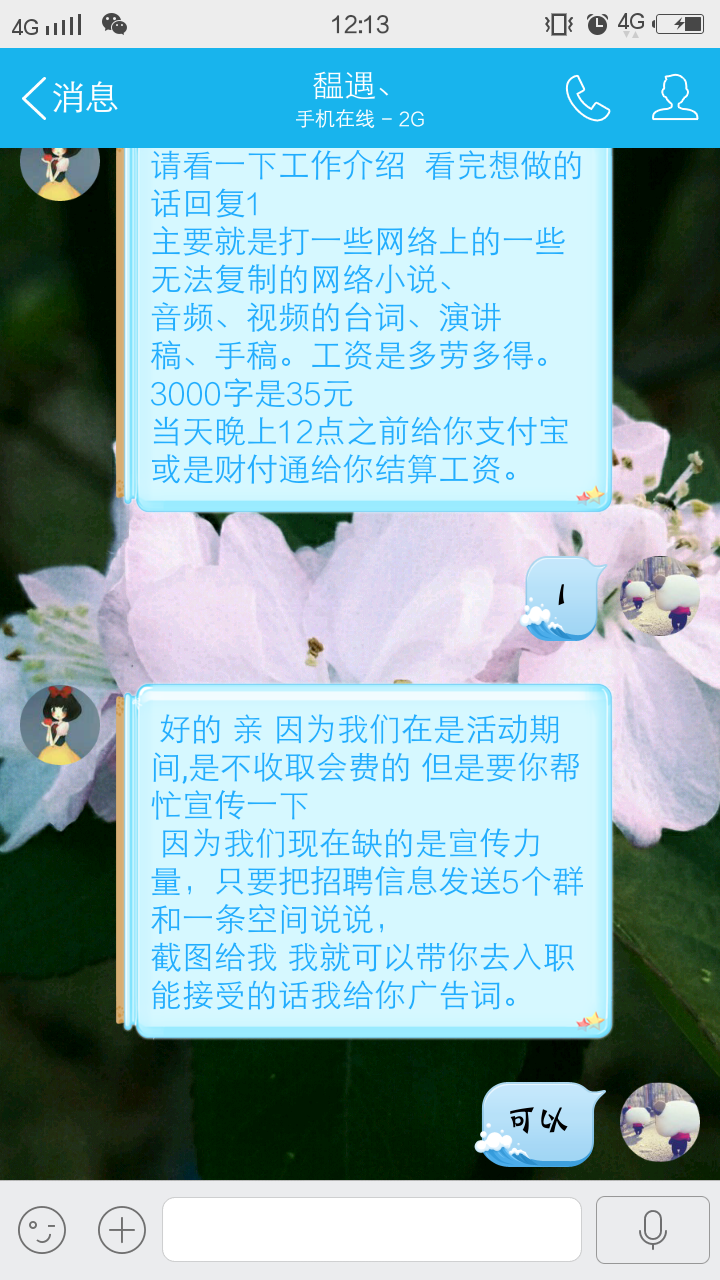 4G
12:13
4G
消息
馧遇、
手机在线 - 2G
请看一下工作介绍 看完想做的
话回复1
主要就是打一些网络上的一些
无法复制的网络小说、
音频、视频的台词、演讲
稿、手稿。工资是多劳多得。
3000字是35元
当天晚上12点之前给你支付宝
或是财付通给你结算工资。
1
好的 亲 因为我们在是活动期
间,是不收取会费的 但是要你帮
忙宣传一下
因为我们现在缺的是宣传力
量，只要把招聘信息发送5个群
和一条空间说说，
截图给我 我就可以带你去入职
能接受的话我给你广告词。
可以